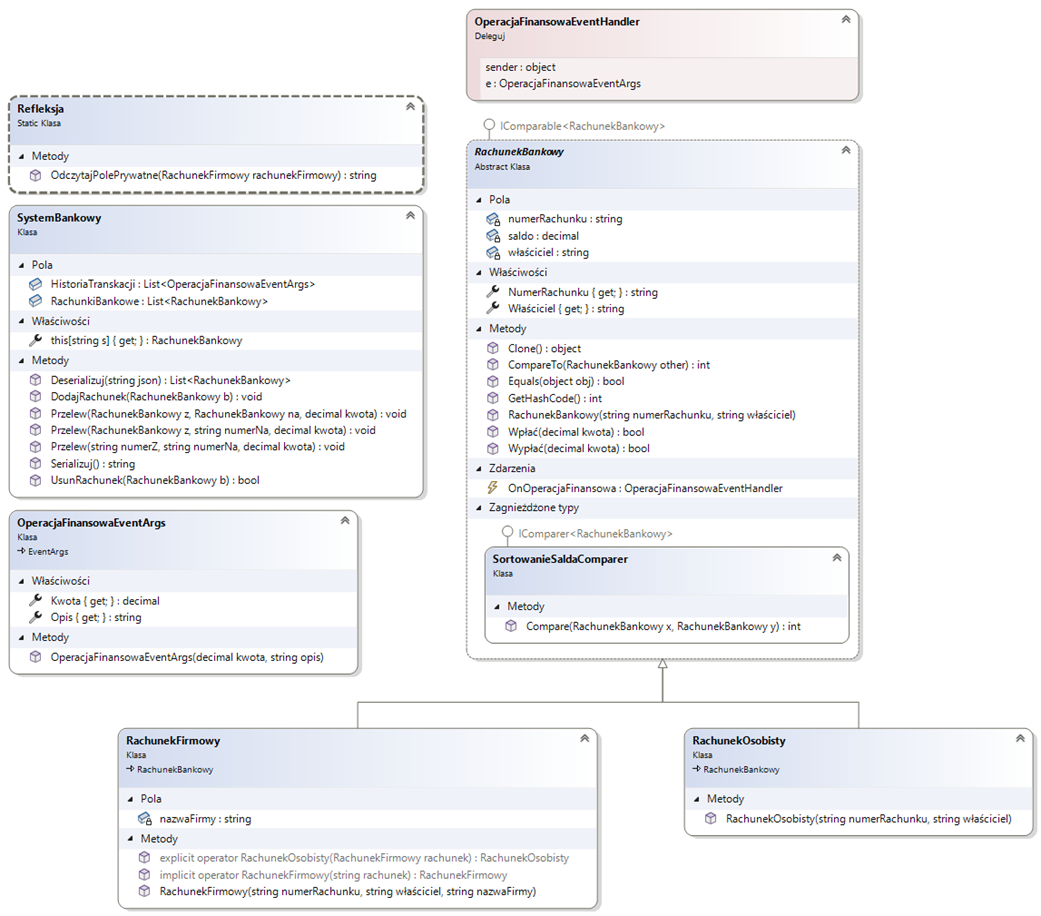 OperacjaFinansowaEventHandler
Deleguj
sender : object
e : OperacjaFinansowaEventArgs
Refleksja
Static Klasa
Metody
OdczytajPolePrywatne(RachunekFirmowy rachunekFirmowy) : string
SystemBankowy
Klasa
Pola
HistoriaTranskacji : List<OperacjaFinansowaEventArgs>
RachunkiBankowe : List<RachunekBankowy>
Właściwości
this[string s] { get; } : RachunekBankowy
Metody
Deserializuj(string json) : List<RachunekBankowy>
DodajRachunek(RachunekBankowy b) : void
Przelew(RachunekBankowy z, RachunekBankowy na, decimal kwota) : void
Przelew(RachunekBankowy z, string numerNa, decimal kwota) : void
Przelew(string numerZ, string numerNa, decimal kwota) : void
Serializuj() : string
UsunRachunek(RachunekBankowy b) : bool
OperacjaFinansowaEventArgs
Klasa
EventArgs
Właściwości
Kwota { get; } : decimal
Opis { get; } : string
Metody
OperacjaFinansowaEventArgs(decimal kwota, string opis)
IComparable<RachunekBankowy>
RachunekBankowy
Abstract Klasa
Pola
numerRachunku : string
saldo : decimal
właściciel : string
Właściwości
NumerRachunku { get; } : string
Właściciel { get; } : string
Metody
Clone() : object
CompareTo(RachunekBankowy other) : int
Equals(object obj) : bool
GetHashCode() : int
RachunekBankowy(string numerRachunku, string właściciel)
Wpłać(decimal kwota) : bool
Wypłać(decimal kwota) : bool
Zdarzenia
OnOperacjaFinansowa : OperacjaFinansowaEventHandler
Zagnieżdżone typy
IComparer<RachunekBankowy>
SortowanieSaldaComparer
Klasa
Metody
Compare(RachunekBankowy x, RachunekBankowy y) : int
RachunekFirmowy
Klasa
RachunekBankowy
Pola
nazwaFirmy : string
Metody
explicit operator RachunekOsobisty(RachunekFirmowy rachunek) : RachunekOsobisty
implicit operator RachunekFirmowy(string rachunek) : RachunekFirmowy
RachunekFirmowy(string numerRachunku, string właściciel, string nazwaFirmy)
RachunekOsobisty
Klasa
RachunekBankowy
Metody
RachunekOsobisty(string numerRachunku, string właściciel)